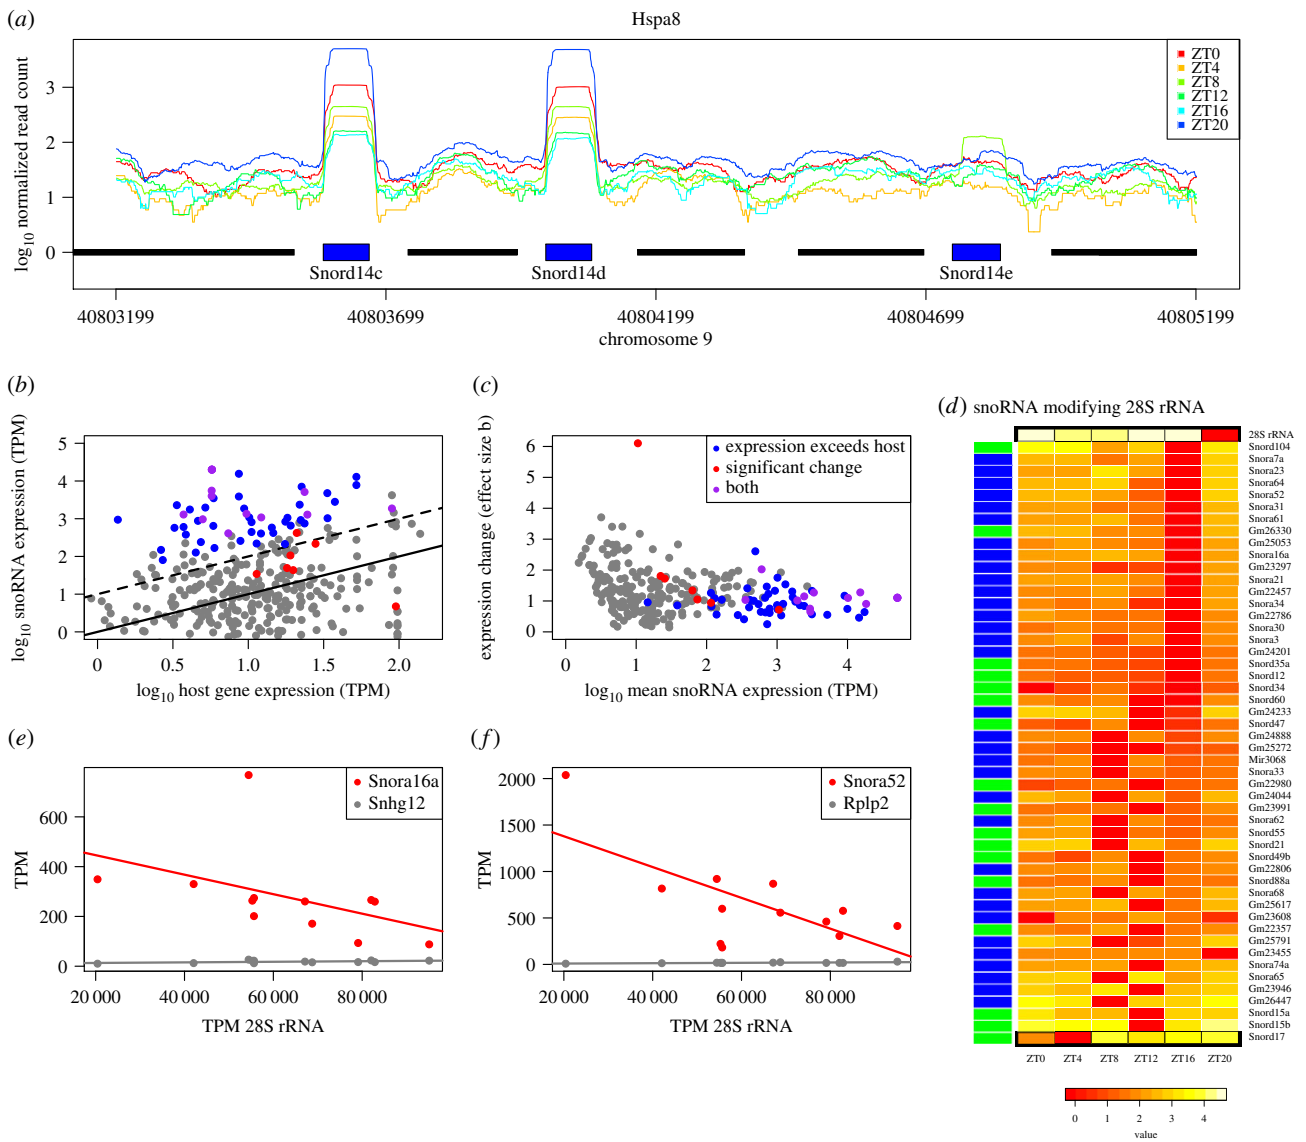 (a)
Hspa8
log10 normalized read count
3
2
1
0
ZT0
ZT4
ZT8
ZT12
ZT16
ZT20
Snord14c
Snord14d
Snord14e
40803199
40803699
40804199
40804699
40805199
chromosome 9
(b)
log10 snoRNA expression (TPM)
5
4
3
2
1
0
0
0.5
1.0
1.5
2.0
log10 host gene expression (TPM)
(c)
expression change (effect size b)
6
5
4
3
2
1
0
expression exceeds host
significant change
both
0
1
2
3
4
log10 mean snoRNA expression (TPM)
(d) snoRNA modifying 28S rRNA
28S rRNA
Snord104
Snora7a
Snora23
Snora64
Snora52
Snora31
Snora61
Gm26330
Gm25053
Snora16a
Gm23297
Snora21
Gm22457
Snora34
Gm22786
Snora30
Snora3
Gm24201
Snord35a
Snord12
Snord34
Snord60
Gm24233
Snord47
Gm24888
Gm25272
Mir3068
Snora33
Gm22980
Gm24044
Gm23991
Snora62
Snord55
Snord21
Snord49b
Gm22806
Snord88a
Snora68
Gm25617
Gm23608
Gm22357
Gm25791
Gm23455
Snora74a
Snora65
Gm23946
Gm26447
Snord15a
Snord15b
Snord17
ZT0
ZT4
ZT8
ZT12
ZT16
ZT20
0
1
2
3
4
value
(e)
TPM
600
400
200
0
Snora16a
Snhg12
20 000
40 000
60 000
80 000
TPM 28S rRNA
(f)
TPM
2000
1500
1000
500
0
Snora52
Rplp2
20 000
40 000
60 000
80 000
TPM 28S rRNA